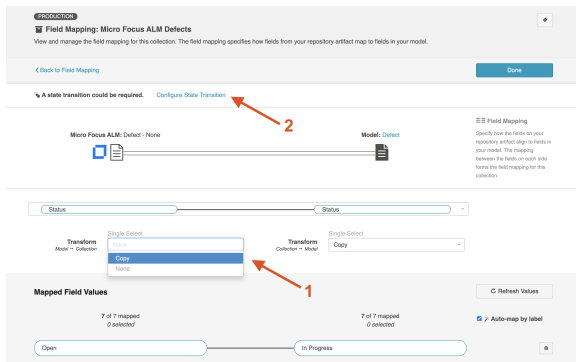 PRODUCTION
Field Mapping: Micro Focus ALM Defects
View and manage the field mapping for this collection. The field mapping specifies how fields from your repository artifact map to fields in your model.
Back to Field Mapping
Done
A state transition could be required. Configure State Transition
2
Field Mapping
Specify how the fields on your
repository artifact align to fields in
your model. The mapping
between the fields on each side
forms the field mapping for this
collection.
Micro Focus ALM: Defect - None
Model: Defect
Status
Status
Single Select
Single Select
Transform
Model → Collection
None
Transform
Collection → Model
Copy
Copy
None
1
Mapped Field Values
Refresh Values
7 of 7 mapped
0 selected
7 of 7 mapped
0 selected
Auto-map by label
Open
In Progress